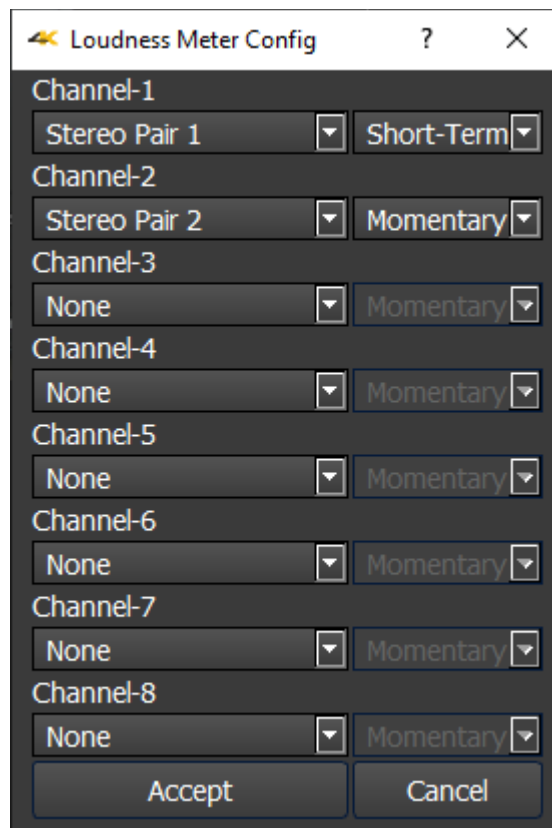 4K Loudness Meter Config ? X
Channel-1
Stereo Pair 1 Short-Term
Channel-2
Stereo Pair 2 Momentary
Channel-3
None Momentary
Channel-4
None Momentary
Channel-5
None Momentary
Channel-6
None Momentary
Channel-7
None Momentary
Channel-8
None Momentary
Accept Cancel